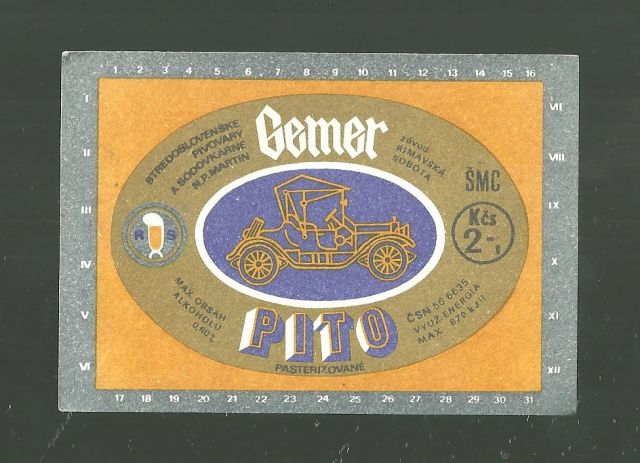 1 2 3 4 5 6 7 8 9 10 11 12 13 14 15 16
I
II
III
IV
V
VI
VII
VIII
IX
X
XI
XII
STREDOSLOVENSKÉ
PIVOVARY
A SODOVKÁRNE
N.P. MARTIN
Gemer
závod
RIMAVSKÁ
SOBOTA
ŠMC
Kčs
2-
R S
MAX. OBSAH
ALKOHOLU
0,60%
PITO
PASTERIZOVANÉ
ČSN 56 6635
VYUŽ. ENERGIA
MAX 870 kJ/l
17 18 19 20 21 22 23 24 25 26 27 28 29 30 31